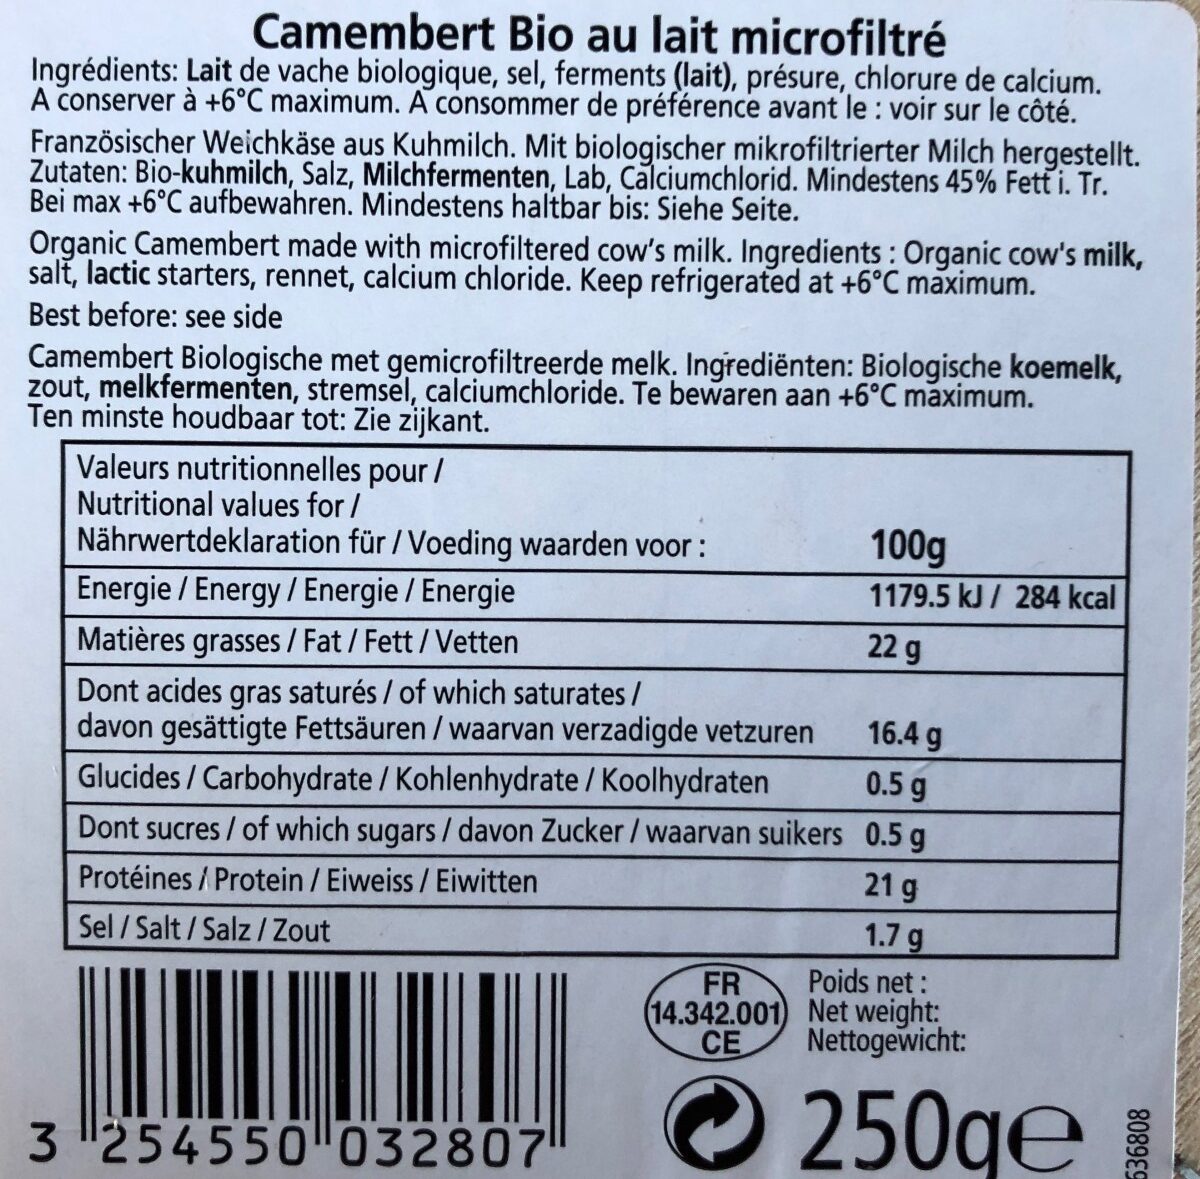 Camembert Bio au lait microfiltré
Ingrédients: Lait de vache biologique, sel, ferments (lait), présure, chlorure de calcium.
A conserver à +6°C maximum. A consommer de préférence avant le : voir sur le côté.
Französischer Weichkäse aus Kuhmilch. Mit biologischer mikrofiltrierter Milch hergestellt.
Zutaten: Bio-kuhmilch, Salz, Milchfermenten, Lab, Calciumchlorid. Mindestens 45% Fett i. Tr.
Bei max +6°C aufbewahren. Mindestens haltbar bis: Siehe Seite.
Organic Camembert made with microfiltered cow's milk. Ingredients : Organic cow's milk,
salt, lactic starters, rennet, calcium chloride. Keep refrigerated at +6°C maximum.
Best before: see side
Camembert Biologische met gemicrofiltreerde melk. Ingrediënten: Biologische koemelk,
zout, melkfermenten, stremsel, calciumchloride. Te bewaren aan +6°C maximum.
Ten minste houdbaar tot: Zie zijkant.
Valeurs nutritionnelles pour /
Nutritional values for /
Nährwertdeklaration für / Voeding waarden voor : 100g
Energie / Energy / Energie / Energie 1179.5 kJ / 284 kcal
Matières grasses / Fat / Fett / Vetten 22 g
Dont acides gras saturés / of which saturates /
davon gesättigte Fettsäuren / waarvan verzadigde vetzuren 16.4 g
Glucides / Carbohydrate / Kohlenhydrate / Koolhydraten 0.5 g
Dont sucres / of which sugars / davon Zucker / waarvan suikers 0.5 g
Protéines / Protein / Eiweiss / Eiwitten 21 g
Sel / Salt / Salz / Zout 1.7 g
3 254550 032807
FR
14.342.001
CE
Poids net :
Net weight:
Nettogewicht:
250g e
636808